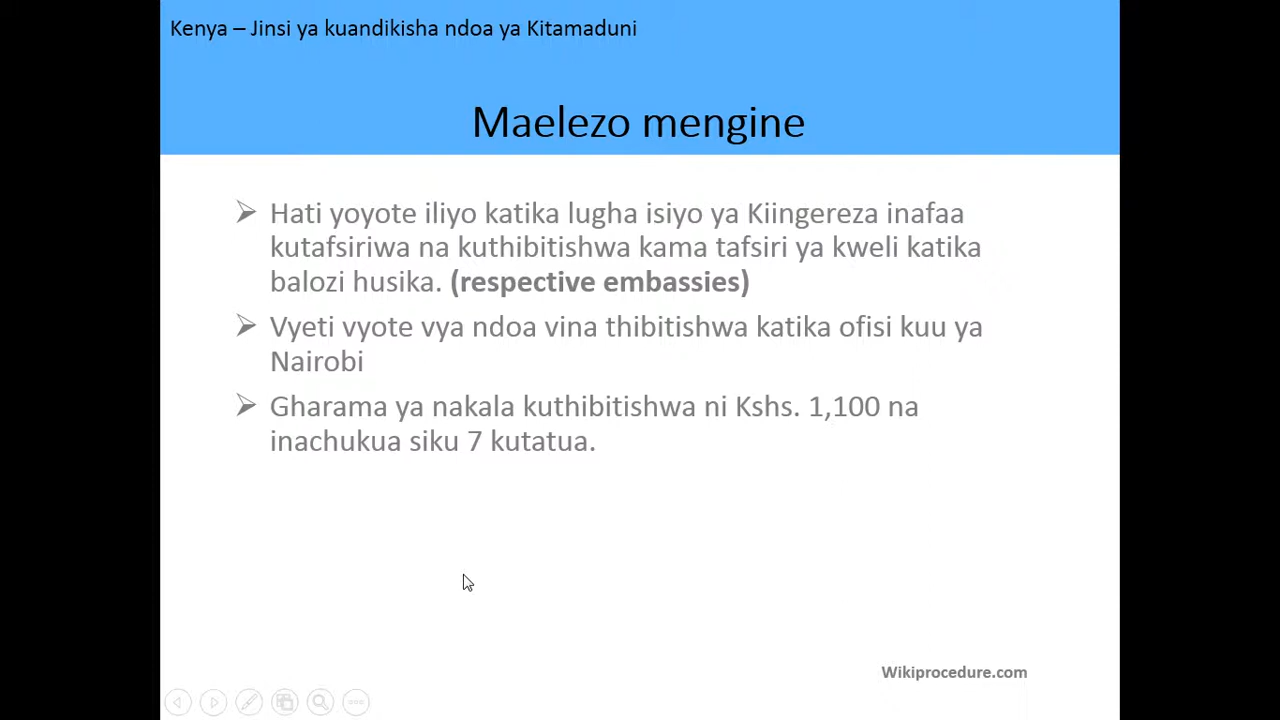 Kenya – Jinsi ya kuandikisha ndoa ya Kitamaduni
Maelezo mengine
Hati yoyote iliyo katika lugha isiyo ya Kiingereza inafaa
kutafsiriwa na kuthibitishwa kama tafsiri ya kweli katika
balozi husika. (respective embassies)
Vyeti vyote vya ndoa vina thibitishwa katika ofisi kuu ya
Nairobi
Gharama ya nakala kuthibitishwa ni Kshs. 1,100 na
inachukua siku 7 kutatua.
Wikiprocedure.com